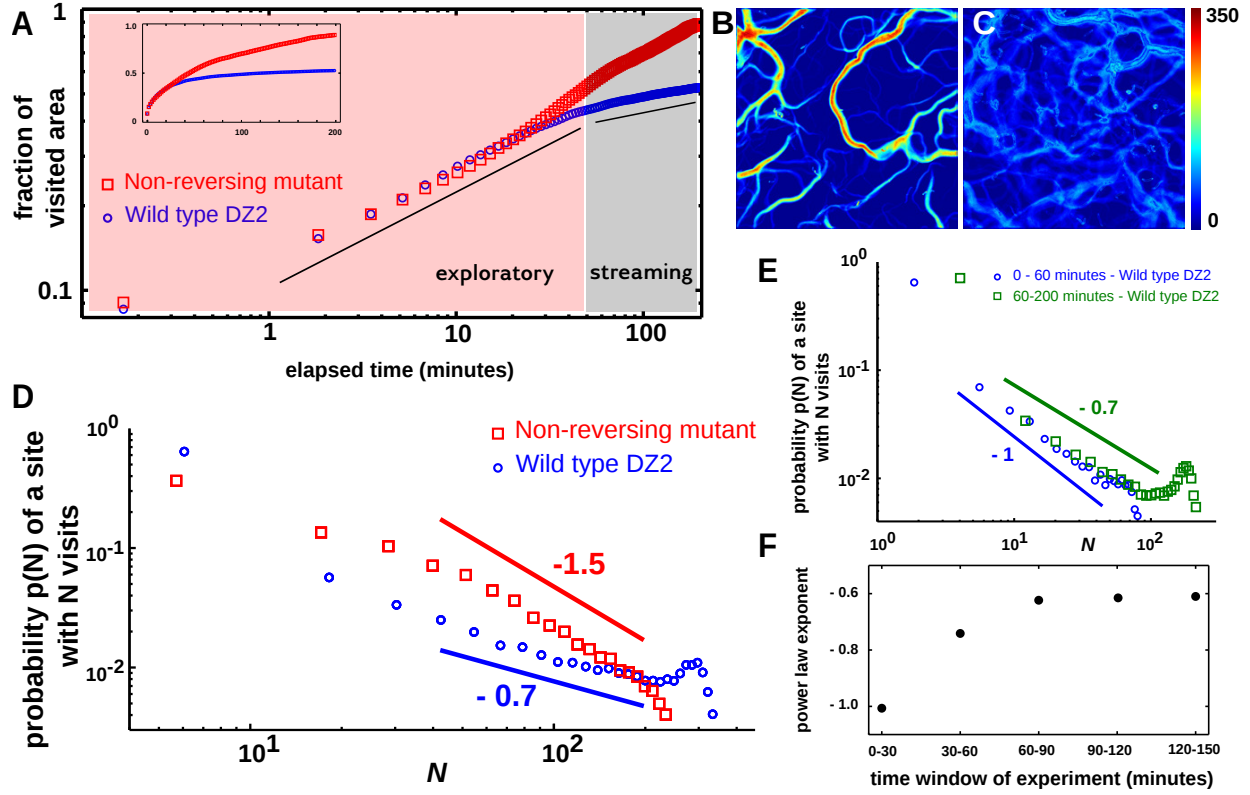 A
fraction of
visited area
1
0.1
1.0
0.5
0
0
100
200
Non-reversing mutant
Wild type DZ2
exploratory
streaming
1
10
100
elapsed time (minutes)
B
C
350
0
D
probability p(N) of a site
with N visits
10^0
10^-1
10^-2
Non-reversing mutant
Wild type DZ2
-1.5
- 0.7
10^1
10^2
N
E
probability p(N) of a site
with N visits
10^0
10^-1
10^-2
0 - 60 minutes - Wild type DZ2
60-200 minutes - Wild type DZ2
- 0.7
- 1
10^0
10^1
N
10^2
F
power law exponent
- 0.6
- 0.8
- 1.0
0-30
30-60
60-90
90-120
120-150
time window of experiment (minutes)